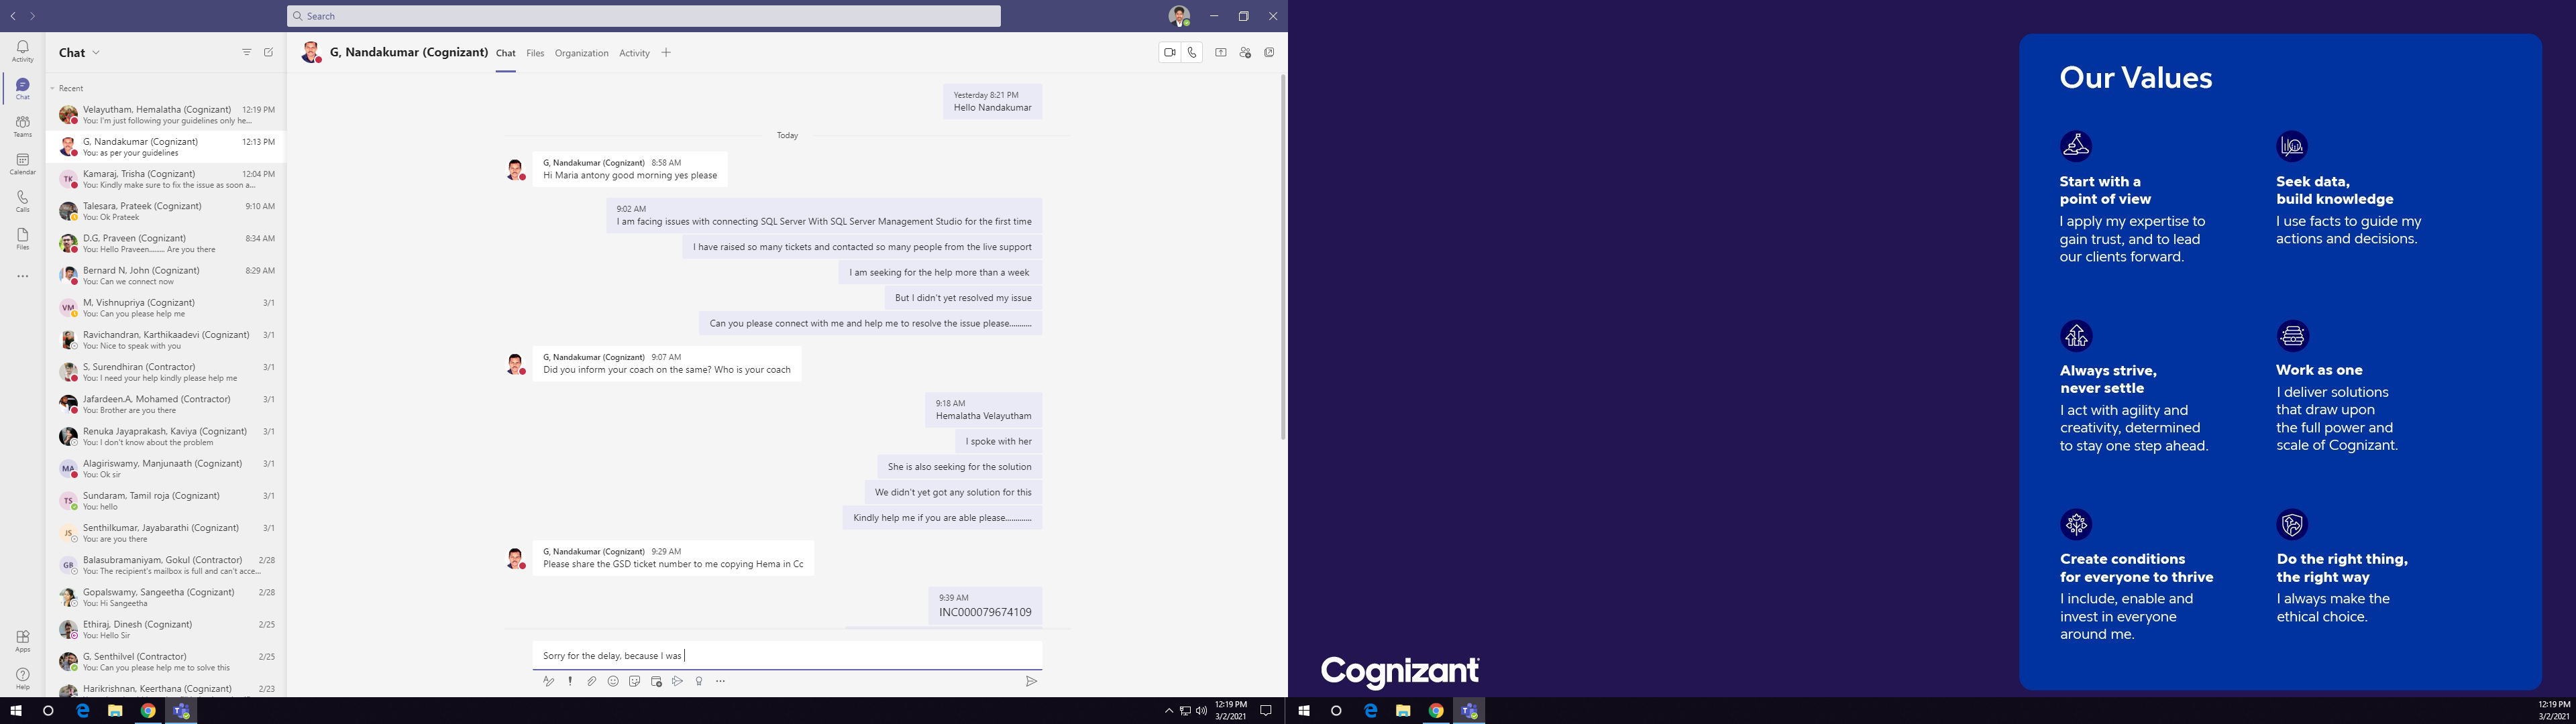 Search
Activity
Chat
Teams
Calendar
Calls
Files
Apps
Help
Chat
Recent
Velayutham, Hemalatha (Cognizant) 12:19 PM
You: I'm just following your guidelines only he...
G, Nandakumar (Cognizant) 12:13 PM
You: as per your guidelines
TK
Kamaraj, Trisha (Cognizant) 12:04 PM
You: Kindly make sure to fix the issue as soon a...
Talesara, Prateek (Cognizant) 9:10 AM
You: Ok Prateek
D.G, Praveen (Cognizant) 8:34 AM
You: Hello Praveen......... Are you there
Bernard N, John (Cognizant) 8:29 AM
You: Can we connect now
VM
M, Vishnupriya (Cognizant) 3/1
You: Can you please help me
Ravichandran, Karthikaadevi (Cognizant) 3/1
You: Nice to speak with you
S, Surendhiran (Contractor) 3/1
You: I need your help kindly please help me
Jafardeen.A, Mohamed (Contractor) 3/1
You: Brother are you there
Renuka Jayaprakash, Kaviya (Cognizant) 3/1
You: I don't know about the problem
MA
Alagiriswamy, Manjunaath (Cognizant) 3/1
You: Ok sir
TS
Sundaram, Tamil roja (Cognizant) 3/1
You: hello
JS
Senthilkumar, Jayabarathi (Cognizant) 3/1
You: are you there
GB
Balasubramaniyam, Gokul (Contractor) 2/28
You: The recipient's mailbox is full and can't acce...
Gopalswamy, Sangeetha (Cognizant) 2/28
You: Hi Sangeetha
Ethiraj, Dinesh (Cognizant) 2/25
You: Hello Sir
G, Senthilvel (Contractor) 2/25
You: Can you please help me to solve this
Harikrishnan, Keerthana (Cognizant) 2/23
G, Nandakumar (Cognizant) Chat Files Organization Activity
Yesterday 8:21 PM
Hello Nandakumar
Today
G, Nandakumar (Cognizant) 8:58 AM
Hi Maria antony good morning yes please
9:02 AM
I am facing issues with connecting SQL Server With SQL Server Management Studio for the first time
I have raised so many tickets and contacted so many people from the live support
I am seeking for the help more than a week
But I didn't yet resolved my issue
Can you please connect with me and help me to resolve the issue please...........
G, Nandakumar (Cognizant) 9:07 AM
Did you inform your coach on the same? Who is your coach
9:18 AM
Hemalatha Velayutham
I spoke with her
She is also seeking for the solution
We didn't yet got any solution for this
Kindly help me if you are able please.............
G, Nandakumar (Cognizant) 9:29 AM
Please share the GSD ticket number to me copying Hema in Cc
9:39 AM
INC000079674109
Sorry for the delay, because I was
12:19 PM
3/2/2021
Our Values
Start with a
point of view
I apply my expertise to
gain trust, and to lead
our clients forward.
Seek data,
build knowledge
I use facts to guide my
actions and decisions.
Always strive,
never settle
I act with agility and
creativity, determined
to stay one step ahead.
Work as one
I deliver solutions
that draw upon
the full power and
scale of Cognizant.
Create conditions
for everyone to thrive
I include, enable and
invest in everyone
around me.
Do the right thing,
the right way
I always make the
ethical choice.
Cognizant
12:19 PM
3/2/2021